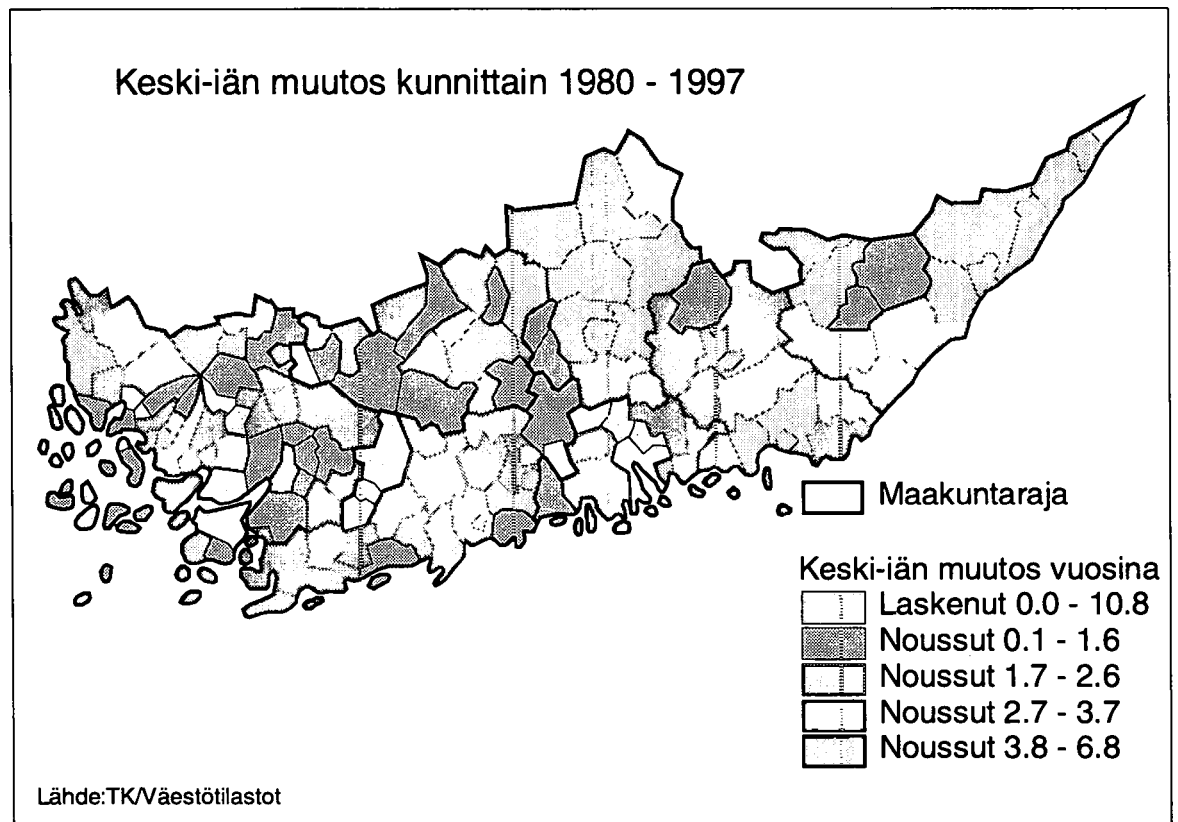 Keski-iän muutos kunnittain 1980 - 1997
Maakuntaraja
Keski-iän muutos vuosina
Laskenut 0.0 - 10.8
Noussut 0.1 - 1.6
Noussut 1.7 - 2.6
Noussut 2.7 - 3.7
Noussut 3.8 - 6.8
Lähde:TK/Väestötilastot